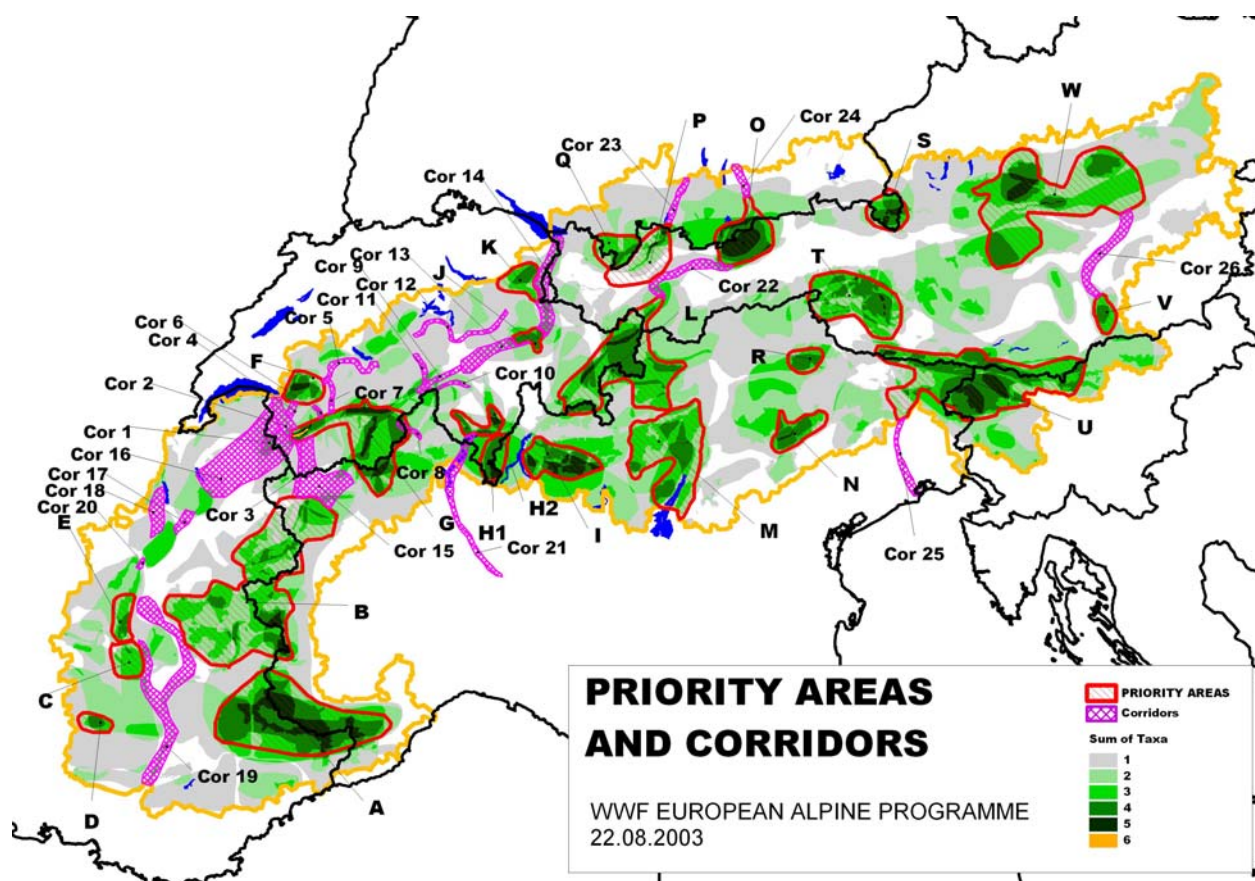 W
P
O
Cor 24
Cor 23
S
Q
Cor 14
K
Cor 13
J
Cor 9
Cor 12
T
Cor 26
Cor 22
V
Cor 11
Cor 5
L
Cor 6
Cor 4
F
R
Cor 2
Cor 7
Cor 10
Cor 1
U
Cor 16
Cor 17
Cor 8
Cor 18
N
Cor 20
E
Cor 3
G
H1
H2
I
M
Cor 15
Cor 21
Cor 25
B
C
Cor 19
A
D
PRIORITY AREAS
AND CORRIDORS
WWF EUROPEAN ALPINE PROGRAMME
22.08.2003
PRIORITY AREAS
Corridors
Sum of Taxa
1
2
3
4
5
6